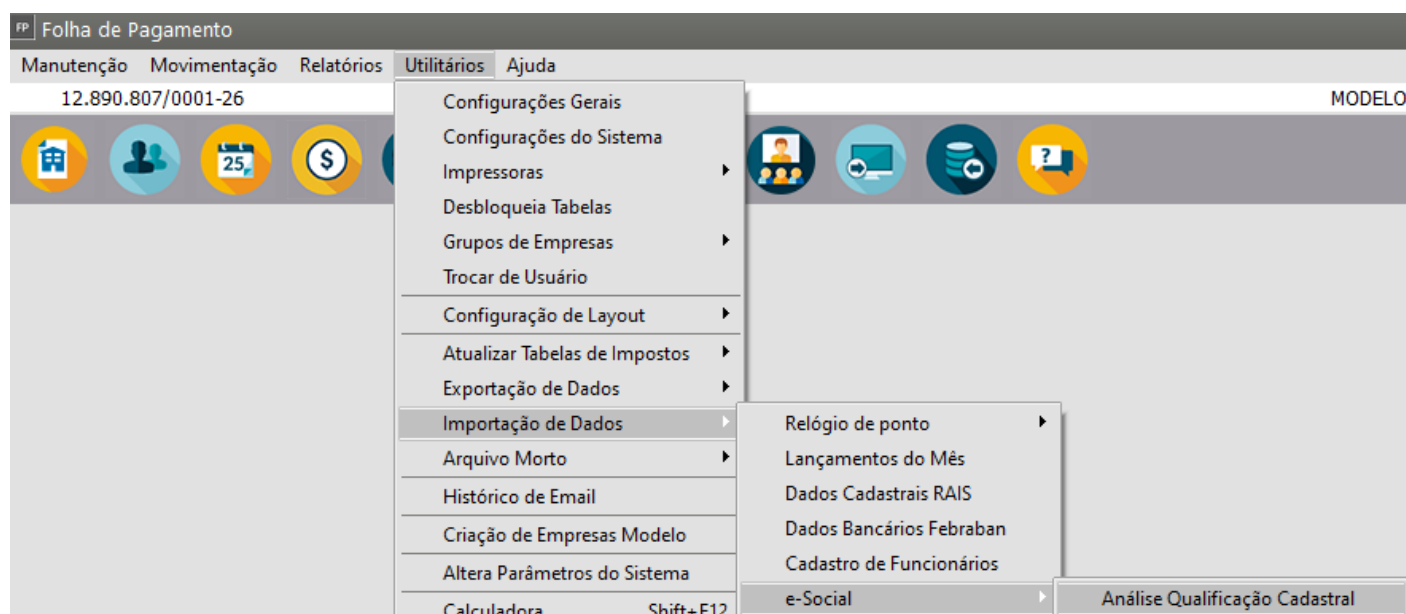 FP Folha de Pagamento
Manutenção Movimentação Relatórios Utilitários Ajuda
12.890.807/0001-26 MODELO
25
$
?
Configurações Gerais
Configurações do Sistema
Impressoras
Desbloqueia Tabelas
Grupos de Empresas
Trocar de Usuário
Configuração de Layout
Atualizar Tabelas de Impostos
Exportação de Dados
Importação de Dados
Arquivo Morto
Histórico de Email
Criação de Empresas Modelo
Altera Parâmetros do Sistema
Calculadora Shift+F12
Relógio de ponto
Lançamentos do Mês
Dados Cadastrais RAIS
Dados Bancários Febraban
Cadastro de Funcionários
e-Social
Análise Qualificação Cadastral